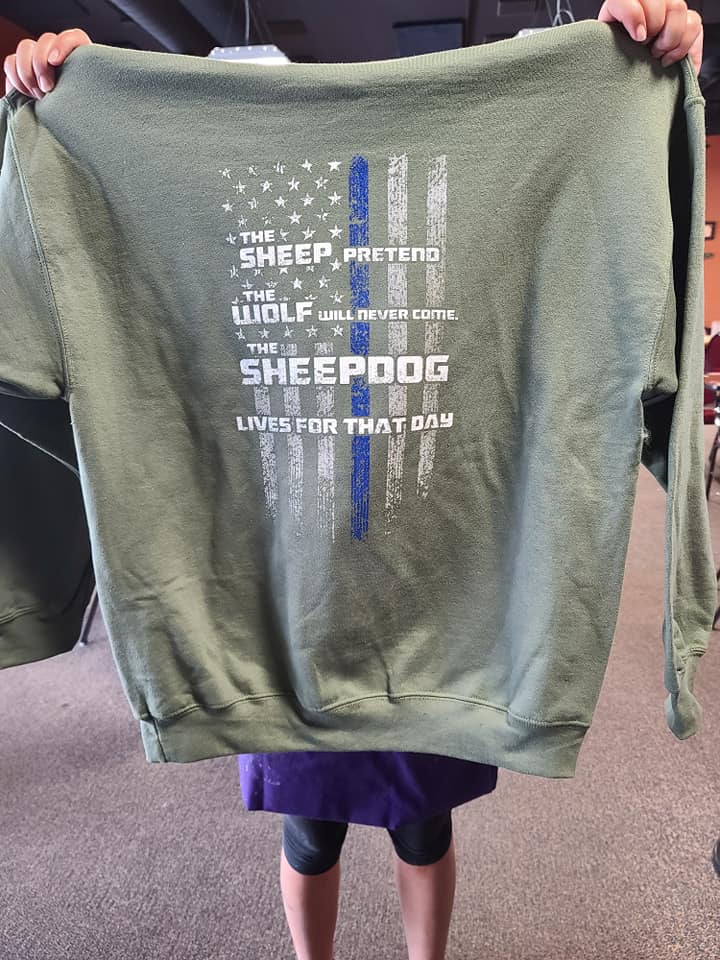 THE
SHEEP PRETEND
THE
WOLF WILL NEVER COME.
THE
SHEEPDOG
LIVES FOR THAT DAY